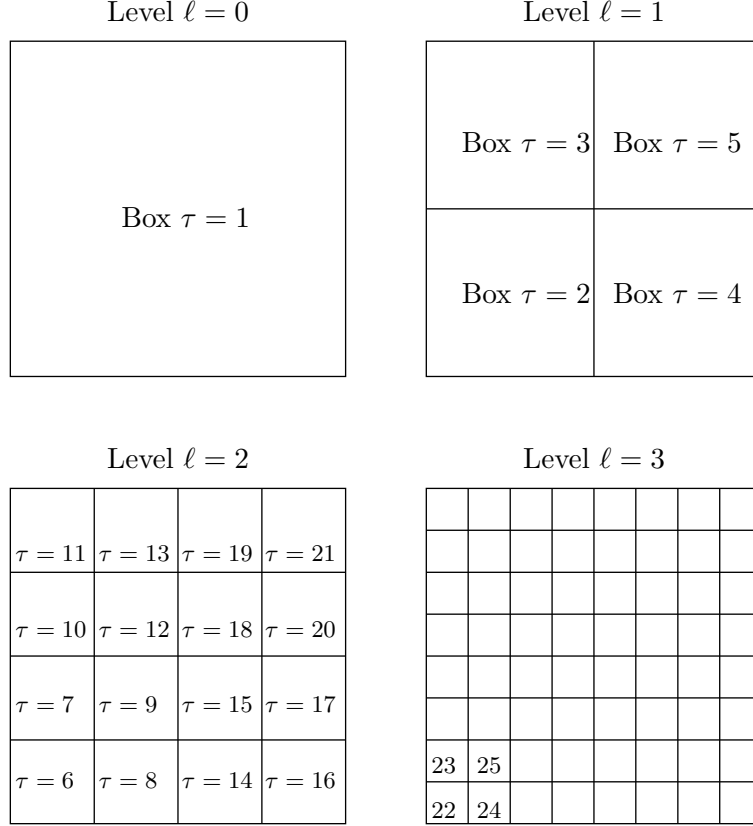 Level ℓ = 0
Level ℓ = 1
Box τ = 1
Box τ = 3
Box τ = 5
Box τ = 2
Box τ = 4
Level ℓ = 2
Level ℓ = 3
τ = 11 τ = 13 τ = 19 τ = 21
τ = 10 τ = 12 τ = 18 τ = 20
τ = 7 τ = 9 τ = 15 τ = 17
τ = 6 τ = 8 τ = 14 τ = 16
23 25
22 24